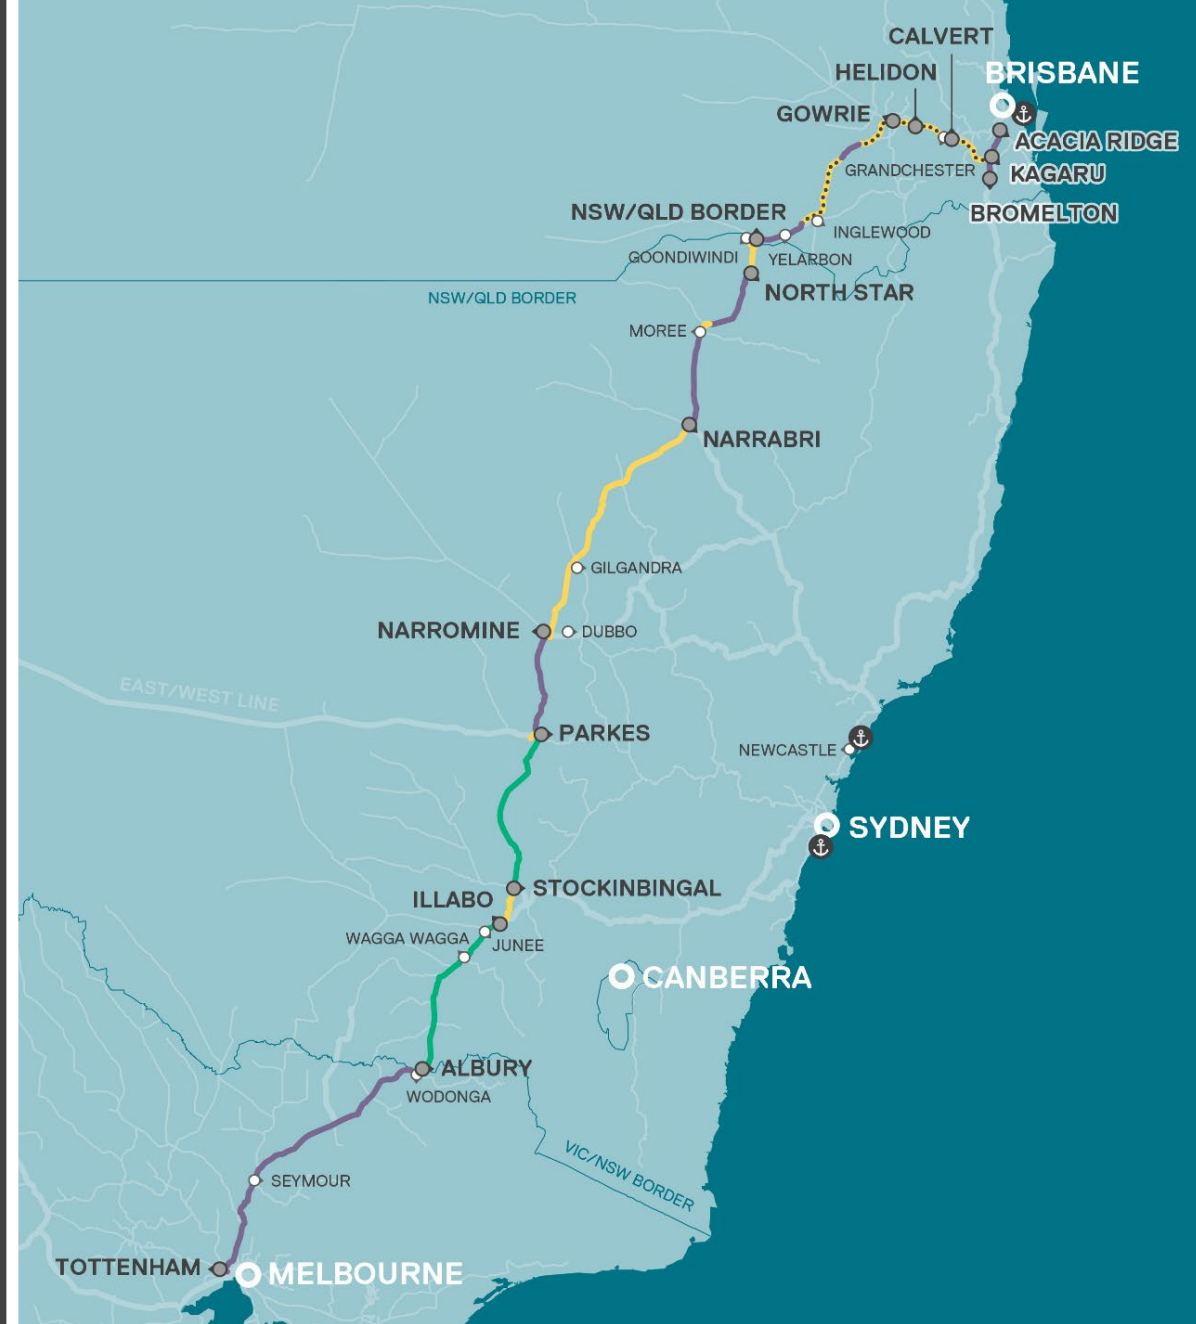 CALVERT
HELIDON
BRISBANE
GOWRIE
ACACIA RIDGE
GRANDCHESTER
KAGARU
NSW/QLD BORDER
BROMELTON
INGLEWOOD
GOONDIWINDI
YELARBON
NORTH STAR
NSW/QLD BORDER
MOREE
NARRABRI
GILGANDRA
NARROMINE
DUBBO
EAST/WEST LINE
PARKES
NEWCASTLE
SYDNEY
STOCKINBINGAL
ILLABO
WAGGA WAGGA
JUNEE
CANBERRA
ALBURY
WODONGA
VIC/NSW BORDER
SEYMOUR
TOTTENHAM
MELBOURNE